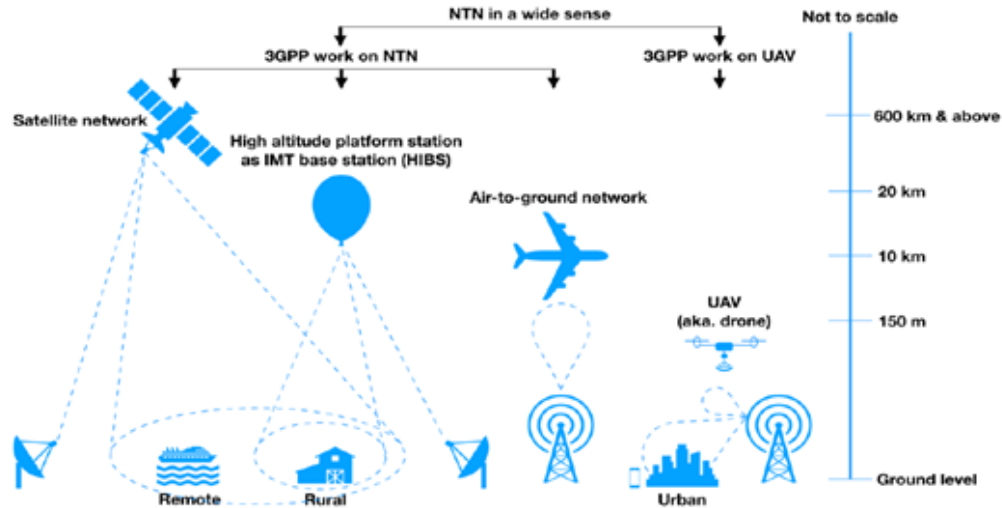 NTN in a wide sense
Not to scale
3GPP work on NTN
3GPP work on UAV
Satellite network
600 km & above
High altitude platform station
as IMT base station (HIBS)
20 km
Air-to-ground network
10 km
UAV
(aka. drone)
150 m
Remote
Rural
Urban
Ground level